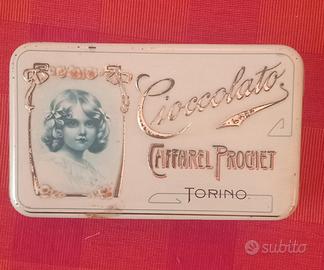 Cioccolato
CAFFAREL PROCHET
TORINO
subito